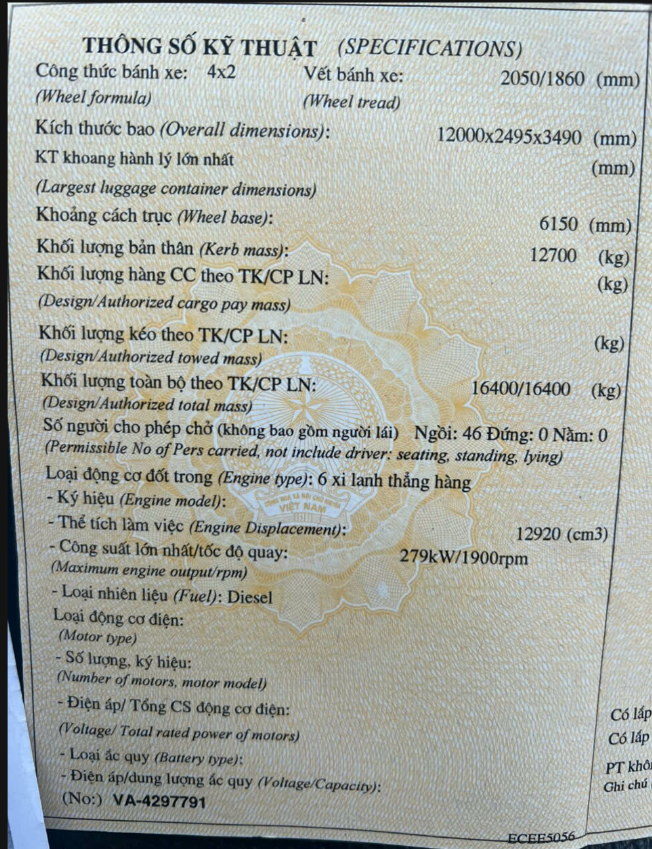 THÔNG SỐ KỸ THUẬT (SPECIFICATIONS)
Công thức bánh xe: 4x2 Vết bánh xe: 2050/1860 (mm)
(Wheel formula) (Wheel tread)
Kích thước bao (Overall dimensions): 12000x2495x3490 (mm)
KT khoang hành lý lớn nhất (mm)
(Largest luggage container dimensions)
Khoảng cách trục (Wheel base): 6150 (mm)
Khối lượng bản thân (Kerb mass): 12700 (kg)
Khối lượng hàng CC theo TK/CP LN: (kg)
(Design/Authorized cargo pay mass)
Khối lượng kéo theo TK/CP LN: (kg)
(Design/Authorized towed mass)
Khối lượng toàn bộ theo TK/CP LN: 16400/16400 (kg)
(Design/Authorized total mass)
Số người cho phép chở (không bao gồm người lái) Ngồi: 46 Đứng: 0 Nằm: 0
(Permissible No of Pers carried, not include driver: seating, standing, lying)
Loại động cơ đốt trong (Engine type): 6 xi lanh thẳng hàng
- Ký hiệu (Engine model):
VIỆT NAM
- Thể tích làm việc (Engine Displacement): 12920 (cm3)
- Công suất lớn nhất/tốc độ quay: 279kW/1900rpm
(Maximum engine output/rpm)
- Loại nhiên liệu (Fuel): Diesel
Loại động cơ điện:
(Motor type)
- Số lượng, ký hiệu:
(Number of motors, motor model)
- Điện áp/ Tổng CS động cơ điện:
(Voltage/ Total rated power of motors)
- Loại ắc quy (Battery type):
- Điện áp/dung lượng ắc quy (Voltage/Capacity):
(No:) VA-4297791
Có lắp
Có lắp
PT khô
Ghi chú
ECEE5056